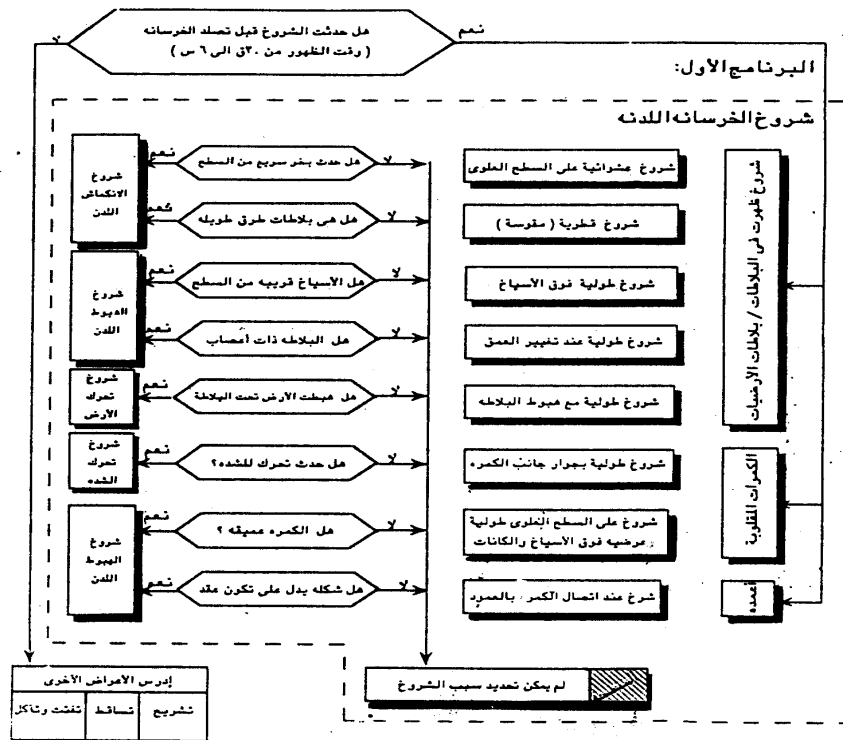 هل حدثت الشروخ قبل تصلد الخرسانه
( وقت الظهور من ٣٠ق الى ٦ س )
نعم
لا
البرنامج الأول:
شروخ الخرسانه اللدنه
شروخ ظهرت في البلاطات / بلاطات الأرضيات
شروخ عشوائية على السطح العلوى
لا
هل حدث بخر سريع من السطح
نعم
شروخ
الانكماش
اللدن
شروخ قطرية ( مقوسة )
لا
هل هى بلاطات طرق طويله
نعم
شروخ طولية فوق الأسياخ
لا
هل الأسياخ قريبه من السطح
نعم
شروخ
الهبوط
اللدن
شروخ طولية عند تغيير العمق
لا
هل البلاطه ذات أعصاب
نعم
شروخ طولية مع هبوط البلاطه
لا
هل هبطت الأرض تحت البلاطة
نعم
شروخ
تحرك
الأرض
الكمرات المقلوبة
شروخ طولية بجوار جانب الكمره
لا
هل حدث تحرك للشده؟
نعم
شروخ
تحرك
الشده
شروخ على السطح العلوى طولية
وعرضيه فوق الأسياخ والكانات
لا
هل الكمره عميقه ؟
نعم
شروخ
الهبوط
اللدن
أعمده
شرخ عند اتصال الكمره بالعمود
لا
هل شكله يدل على تكون عقد
نعم
لم يمكن تحديد سبب الشروخ
إدرس الأعراض الأخرى
تشريخ
تساقط
تفتت وتآكل